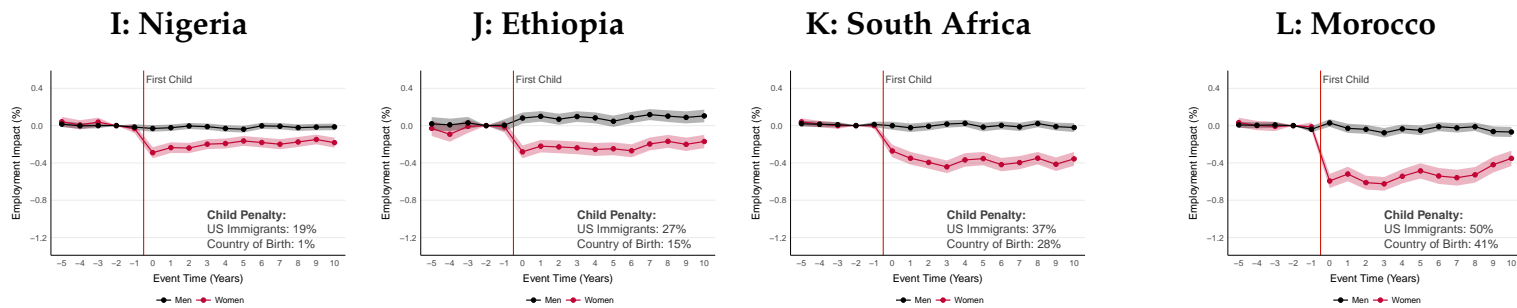 I: Nigeria
First Child
0.4
0.0
−0.4
−0.8
−1.2
Employment Impact (%)
Child Penalty:
US Immigrants: 19%
Country of Birth: 1%
−5 −4 −3 −2 −1 0 1 2 3 4 5 6 7 8 9 10
Event Time (Years)
Men Women
J: Ethiopia
First Child
0.4
0.0
−0.4
−0.8
−1.2
Employment Impact (%)
Child Penalty:
US Immigrants: 27%
Country of Birth: 15%
−5 −4 −3 −2 −1 0 1 2 3 4 5 6 7 8 9 10
Event Time (Years)
Men Women
K: South Africa
First Child
0.4
0.0
−0.4
−0.8
−1.2
Employment Impact (%)
Child Penalty:
US Immigrants: 37%
Country of Birth: 28%
−5 −4 −3 −2 −1 0 1 2 3 4 5 6 7 8 9 10
Event Time (Years)
Men Women
L: Morocco
First Child
0.4
0.0
−0.4
−0.8
−1.2
Employment Impact (%)
Child Penalty:
US Immigrants: 50%
Country of Birth: 41%
−5 −4 −3 −2 −1 0 1 2 3 4 5 6 7 8 9 10
Event Time (Years)
Men Women